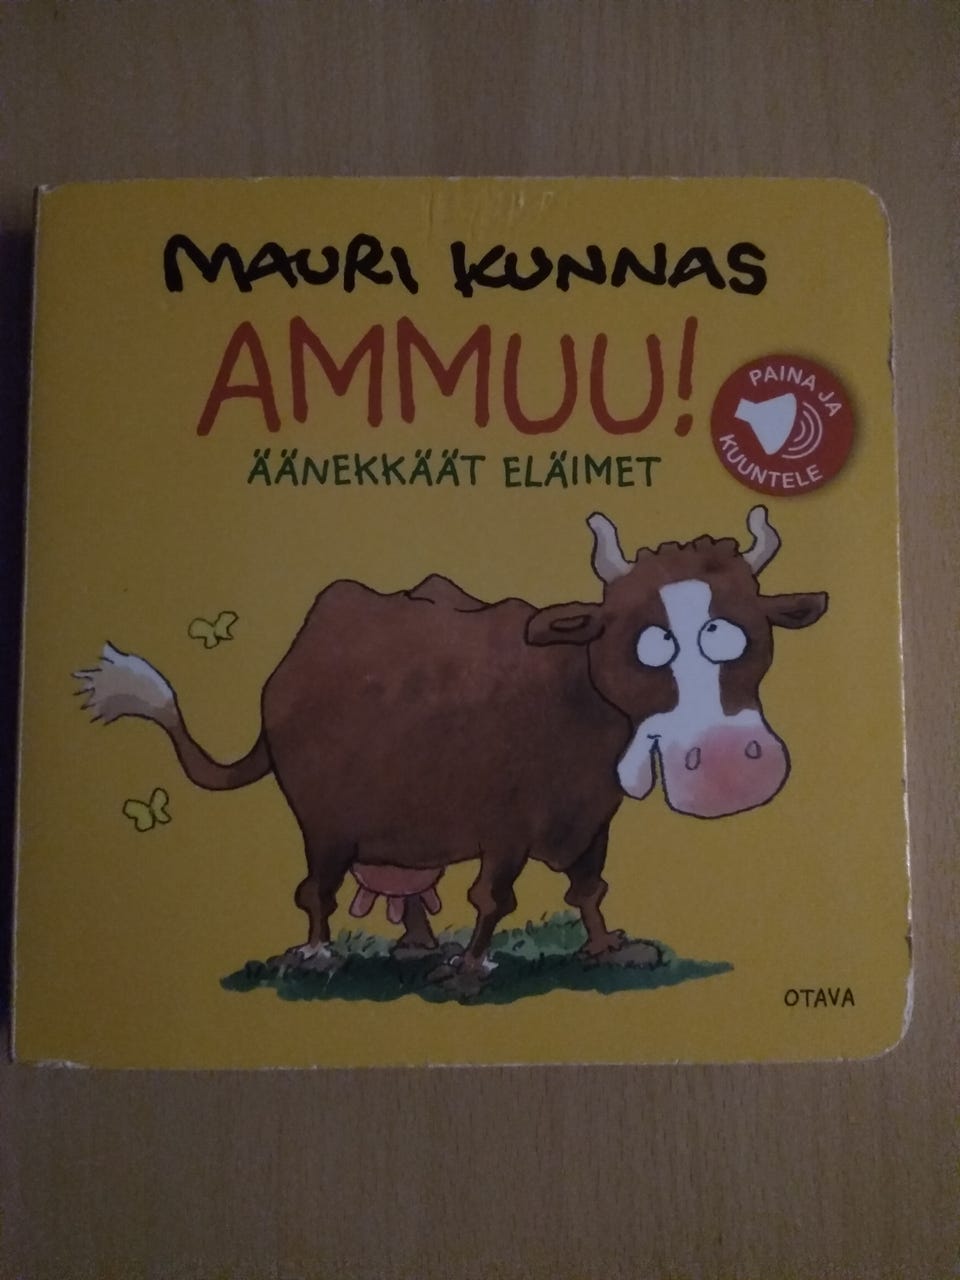 MAURI KUNNAS
AMMUU!
ÄÄNEKKÄÄT ELÄIMET
PAINA JA
KUUNTELE
OTAVA